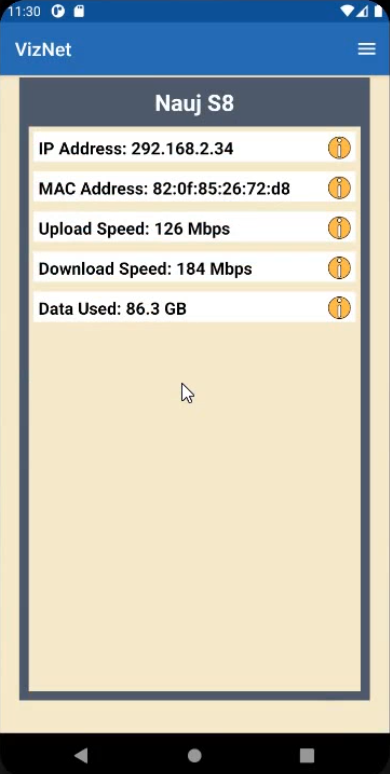 11:30
VizNet
Nauj S8
IP Address: 292.168.2.34
MAC Address: 82:0f:85:26:72:d8
Upload Speed: 126 Mbps
Download Speed: 184 Mbps
Data Used: 86.3 GB